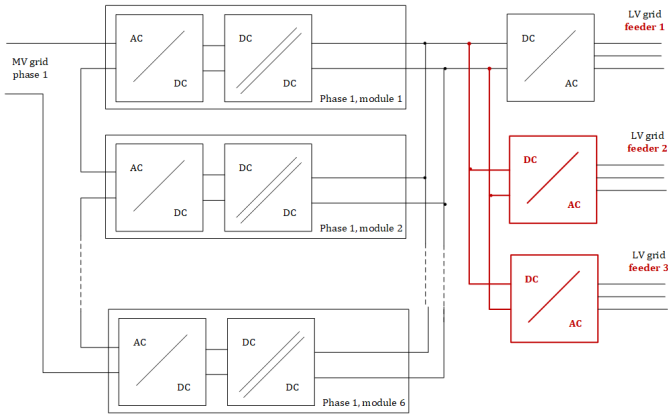 MV grid
phase 1
AC
DC
DC
DC
Phase 1, module 1
DC
AC
LV grid
feeder 1
AC
DC
DC
DC
Phase 1, module 2
DC
AC
LV grid
feeder 2
DC
AC
LV grid
feeder 3
AC
DC
DC
DC
Phase 1, module 6